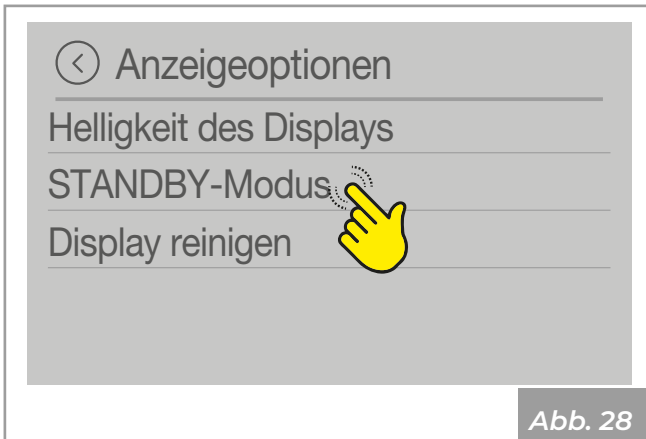 Anzeigeoptionen
Helligkeit des Displays
STANDBY-Modus
Display reinigen
Abb. 28